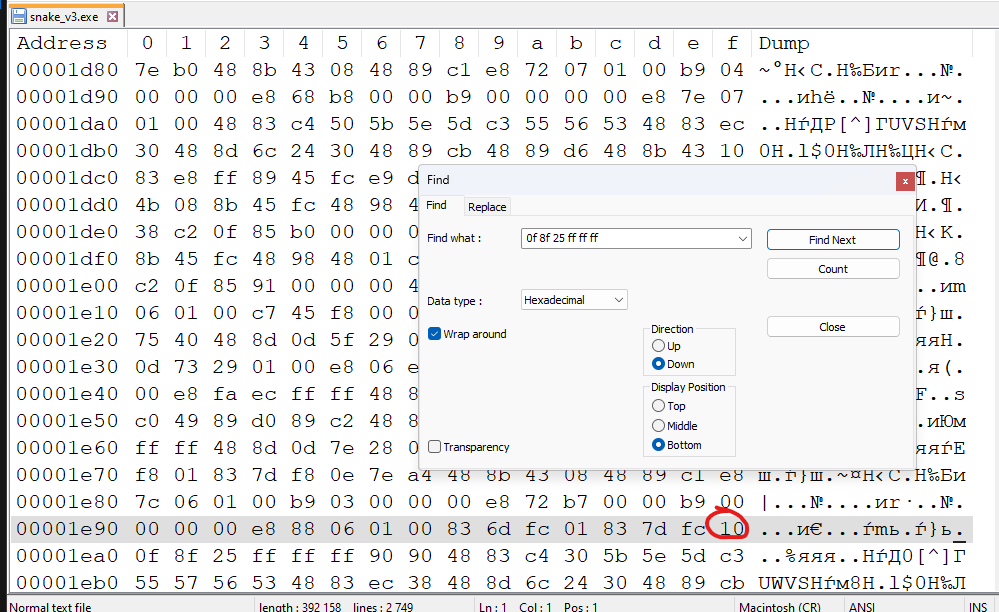 snake_v3.exe
Address 0 1 2 3 4 5 6 7 8 9 a b c d e f Dump
00001d80 7e b0 48 8b 43 08 48 89 c1 e8 72 07 01 00 b9 04 ~°H‹C.H‰Биr...№.
00001d90 00 00 00 e8 68 b8 00 00 b9 00 00 00 00 e8 7e 07 ...иhё..№....и~.
00001da0 01 00 48 83 c4 50 5b 5e 5d c3 55 56 53 48 83 ec ..HѓДP[^]ГUVSHѓм
00001db0 30 48 8d 6c 24 30 48 89 cb 48 89 d6 48 8b 43 10 0H.l$0H‰ЛH‰ЦH‹C.
00001dc0 83 e8 ff 89 45 fc e9 ¶.H‹
00001dd0 4b 08 8b 45 fc 48 98 И.¶.
00001de0 38 c2 0f 85 b0 00 00 H‹K.
00001df0 8b 45 fc 48 98 48 01 ¶@.8
00001e00 c2 0f 85 91 00 00 00 ..иm
00001e10 06 01 00 c7 45 f8 00 ѓ}ш.
00001e20 75 40 48 8d 0d 5f 29 яяH.
00001e30 0d 73 29 01 00 e8 06 .я(.
00001e40 00 e8 fa ec ff ff 48 F..s
00001e50 c0 49 89 d0 89 c2 48 .иЮм
00001e60 ff ff 48 8d 0d 7e 28 яяѓE
00001e70 f8 01 83 7d f8 0e 7e a4 48 8b 43 08 48 89 c1 e8 ш.ѓ}ш.~¤H‹C.H‰Би
00001e80 7c 06 01 00 b9 03 00 00 00 e8 72 b7 00 00 b9 00 |...№....иr·..№.
00001e90 00 00 00 e8 88 06 01 00 83 6d fc 01 83 7d fc 10 ...и€...ѓmь.ѓ}ь.
00001ea0 0f 8f 25 ff ff ff 90 90 48 83 c4 30 5b 5e 5d c3 ..%яяя..HѓД0[^]Г
00001eb0 55 57 56 53 48 83 ec 38 48 8d 6c 24 30 48 89 cb UWVSHѓм8H.l$0H‰Л
Find
Find Replace
Find what : 0f 8f 25 ff ff ff Find Next
Count
Data type : Hexadecimal
Wrap around
Close
Direction
Up
Down
Display Position
Top
Middle
Bottom
Transparency
Normal text file length : 392 158 lines : 2 749 Ln : 1 Col : 1 Pos : 1 Macintosh (CR) ANSI INS